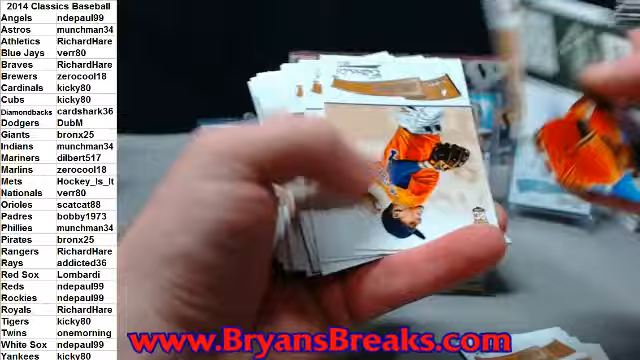 2014 Classics Baseball
Angels ndepaul99
Astros munchman34
Athletics RichardHare
Blue Jays verr80
Braves RichardHare
Brewers zerocool18
Cardinals kicky80
Cubs kicky80
Diamondbacks cardshark36
Dodgers DubM
Giants bronx25
Indians munchman34
Mariners dilbert517
Marlins zerocool18
Mets Hockey_Is_It
Nationals verr80
Orioles scatcat88
Padres bobby1973
Phillies munchman34
Pirates bronx25
Rangers RichardHare
Rays addicted36
Red Sox Lombardi
Reds ndepaul99
Rockies ndepaul99
Royals RichardHare
Tigers kicky80
Twins onemorning
White Sox ndepaul99
Yankees kicky80
www.BryansBreaks.com